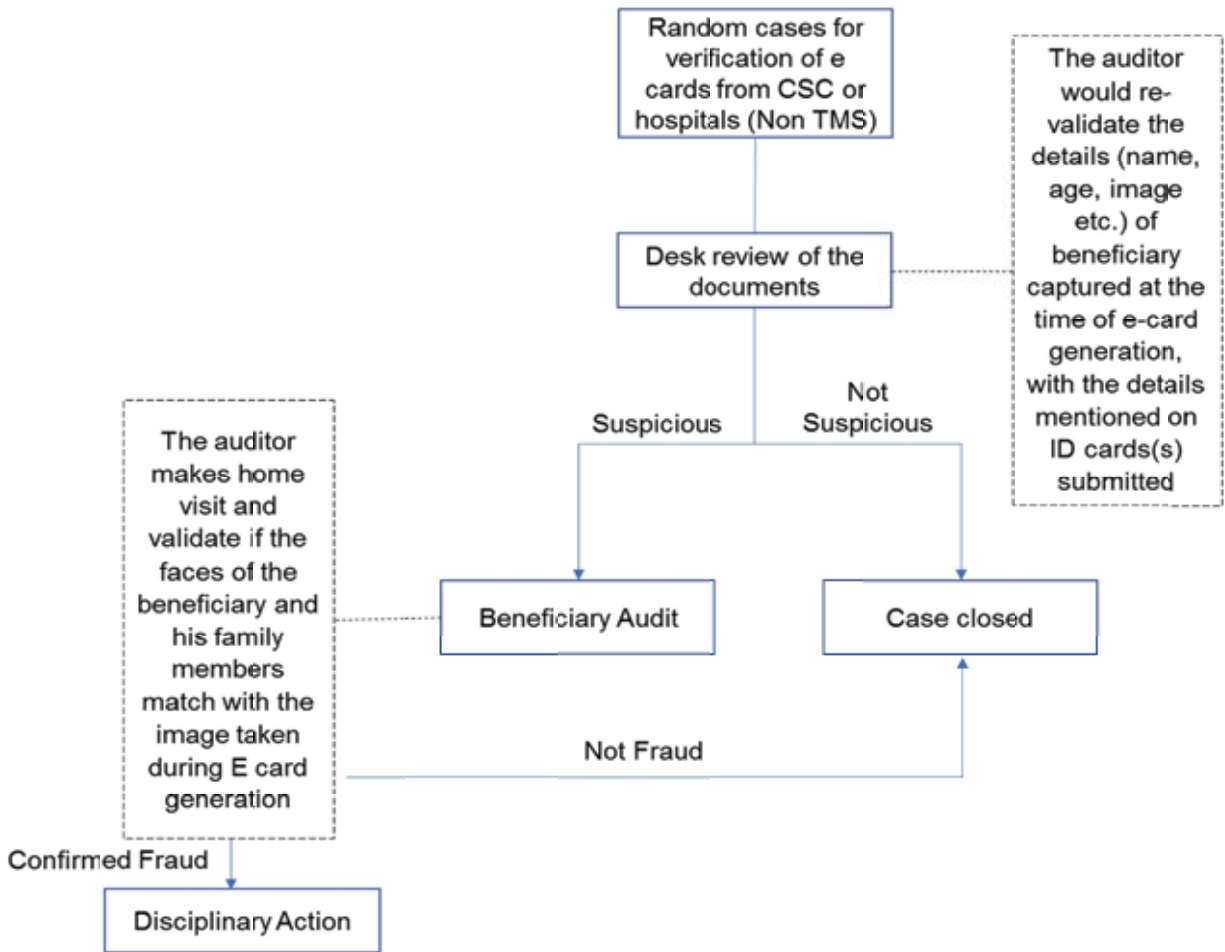 Random cases for
verification of e
cards from CSC or
hospitals (Non TMS)
The auditor
would re-
validate the
details (name,
age, image
etc.) of
beneficiary
captured at the
time of e-card
generation,
with the details
mentioned on
ID cards(s)
submitted
Desk review of the
documents
Suspicious
Not
Suspicious
The auditor
makes home
visit and
validate if the
faces of the
beneficiary and
his family
members
match with the
image taken
during E card
generation
Beneficiary Audit
Case closed
Not Fraud
Confirmed Fraud
Disciplinary Action